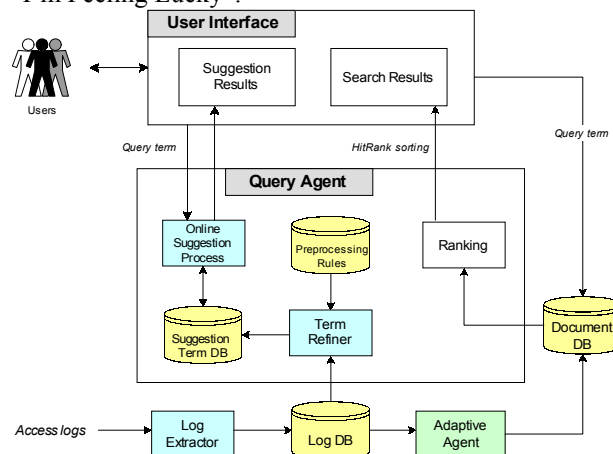 "I'm Feeling Lucky".
User Interface
Suggestion
Results
Search Results
Users
Query term
HitRank sorting
Query term
Query Agent
Online
Suggestion
Process
Preprocessing
Rules
Ranking
Suggestion
Term DB
Term
Refiner
Document
DB
Access logs
Log
Extractor
Log DB
Adaptive
Agent